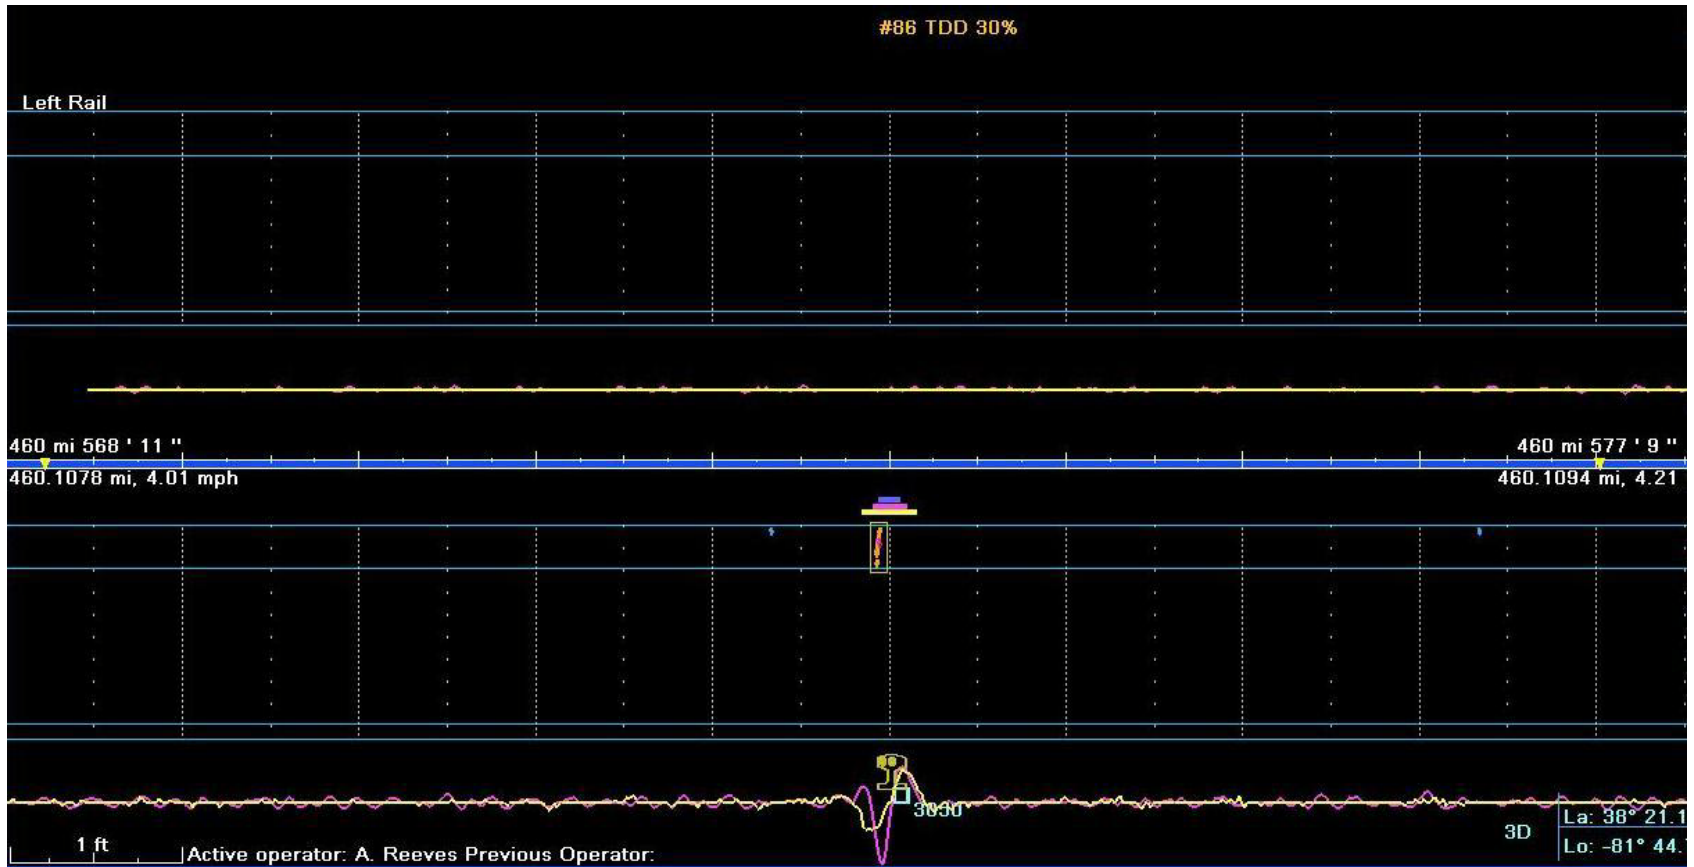 #86 TDD 30%
Left Rail
460 mi 568 ' 11 "
460 mi 577 ' 9 "
460.1078 mi, 4.01 mph
460.1094 mi, 4.21
3D
La: 38° 21.1
1 ft
Active operator: A. Reeves Previous Operator:
Lo: -81° 44.